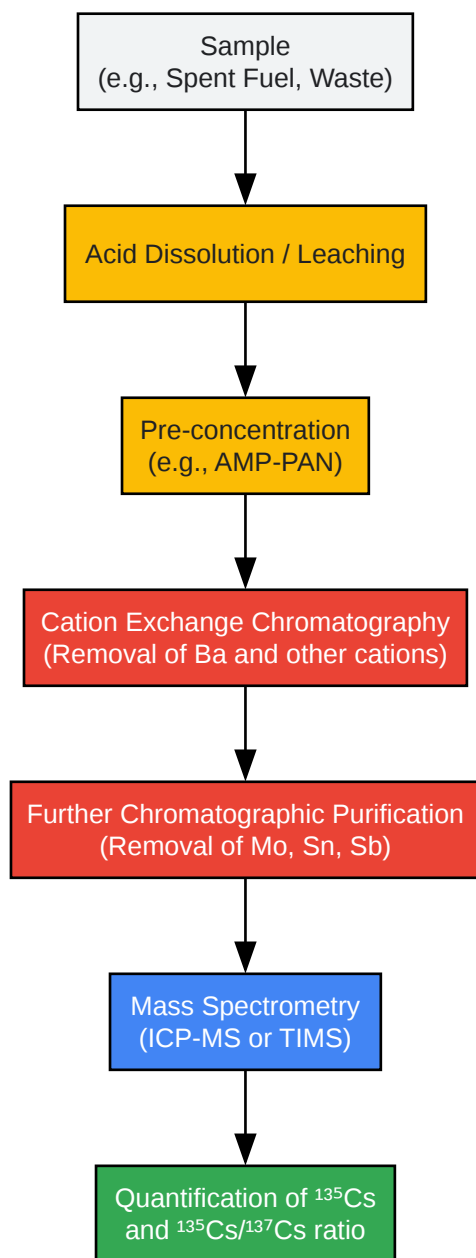 Sample
(e.g., Spent Fuel, Waste)
Acid Dissolution / Leaching
Pre-concentration
(e.g., AMP-PAN)
Cation Exchange Chromatography
(Removal of Ba and other cations)
Further Chromatographic Purification
(Removal of Mo, Sn, Sb)
Mass Spectrometry
(ICP-MS or TIMS)
Quantification of ¹³⁵Cs
and ¹³⁵Cs/¹³⁷Cs ratio